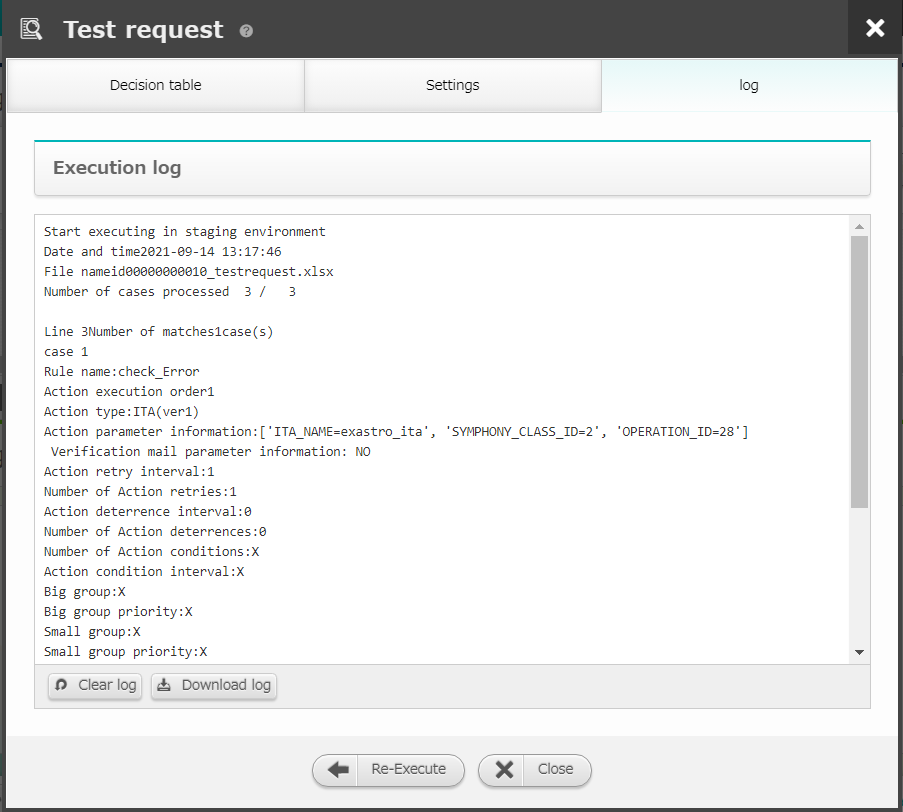 Test request
Decision table
Settings
log
Execution log
Start executing in staging environment
Date and time2021-09-14 13:17:46
File nameid00000000010_testrequest.xlsx
Number of cases processed  3 /   3
Line 3Number of matches1case(s)
case 1
Rule name:check_Error
Action execution order1
Action type:ITA(ver1)
Action parameter information:['ITA_NAME=exastro_ita', 'SYMPHONY_CLASS_ID=2', 'OPERATION_ID=28']
Verification mail parameter information: NO
Action retry interval:1
Number of Action retries:1
Action deterrence interval:0
Number of Action deterrences:0
Number of Action conditions:X
Action condition interval:X
Big group:X
Big group priority:X
Small group:X
Small group priority:X
Clear log
Download log
Re-Execute
Close